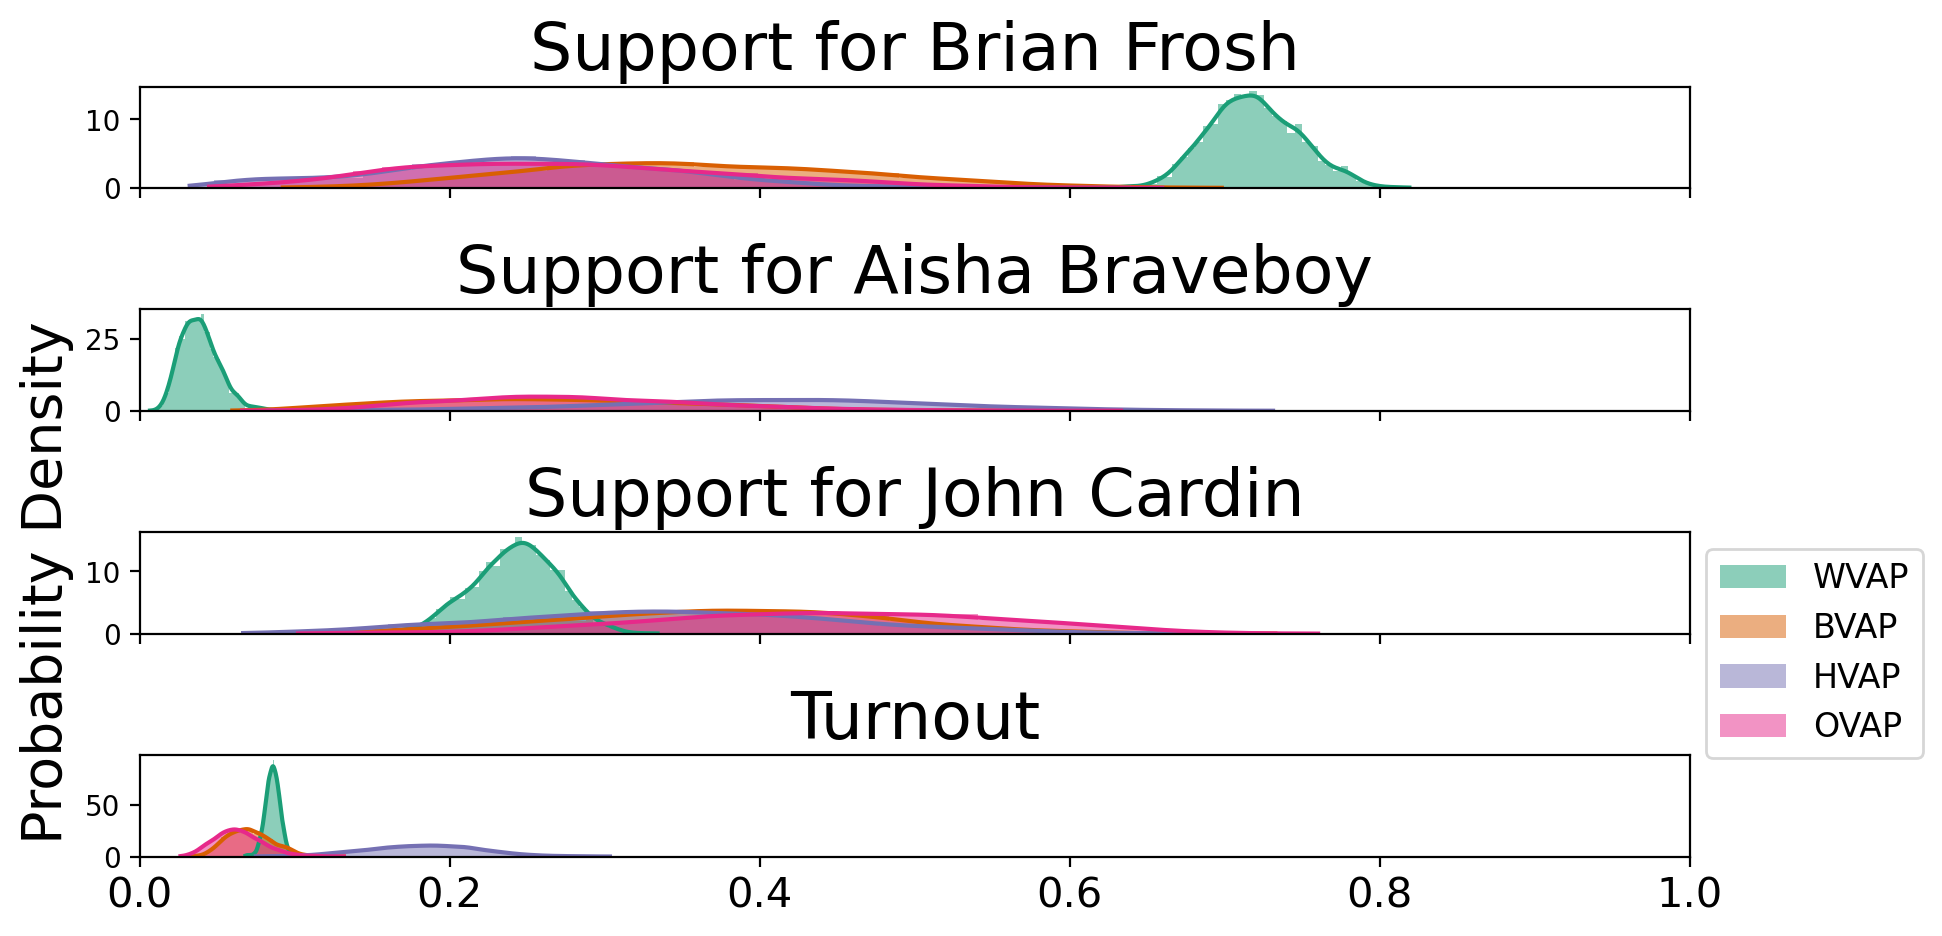 Support for Brian Frosh
10
0
Support for Aisha Braveboy
25
0
Support for John Cardin
10
0
Turnout
50
0
0.0 0.2 0.4 0.6 0.8 1.0
Probability Density
WVAP
BVAP
HVAP
OVAP